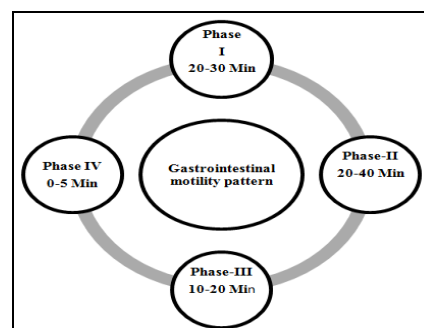 Phase
I
20-30 Min
Phase-II
20-40 Min
Phase IV
0-5 Min
Gastrointestinal
motility pattern
Phase-III
10-20 Min